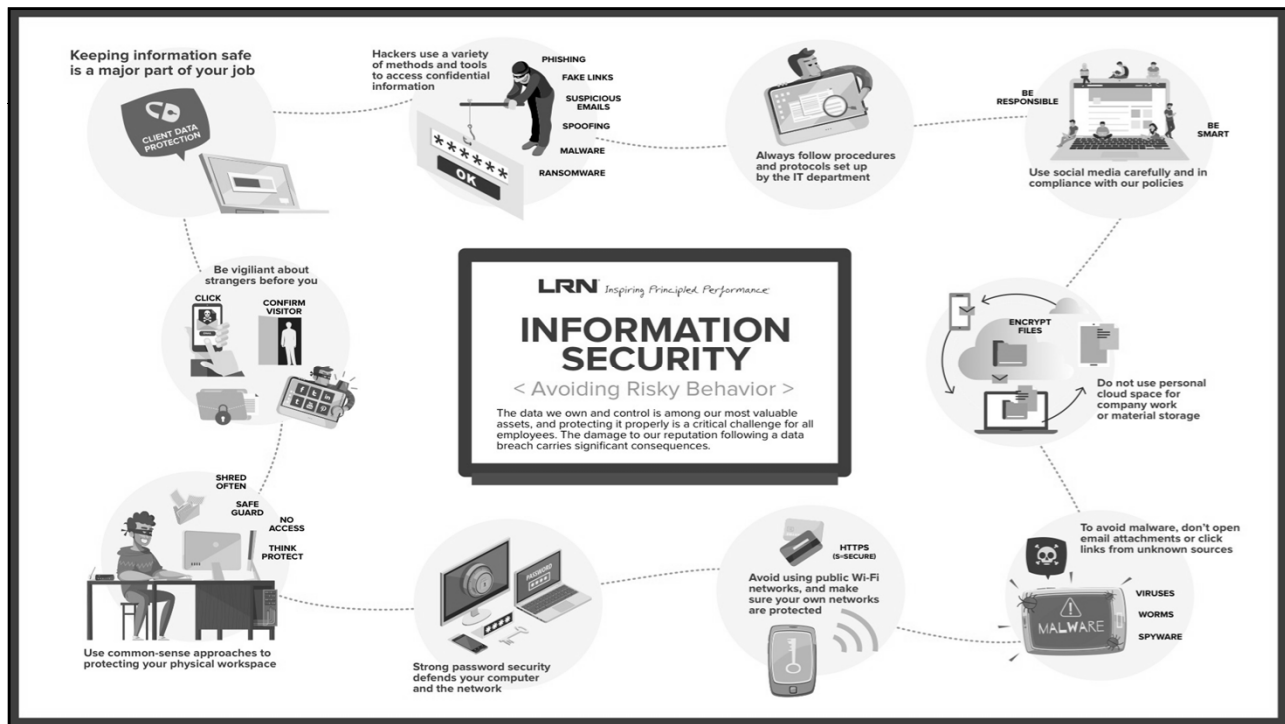 Keeping information safe
is a major part of your job
CLIENT DATA
PROTECTION
Hackers use a variety
of methods and tools
to access confidential
information
PHISHING
FAKE LINKS
SUSPICIOUS
EMAILS
SPOOFING
MALWARE
RANSOMWARE
******
OK
Always follow procedures
and protocols set up
by the IT department
BE
RESPONSIBLE
BE
SMART
Use social media carefully and in
compliance with our policies
Be vigilant about
strangers before you
CLICK
CONFIRM
VISITOR
LRN Inspiring Principled Performance
INFORMATION
SECURITY
< Avoiding Risky Behavior >
The data we own and control is among our most valuable
assets, and protecting it properly is a critical challenge for all
employees. The damage to our reputation following a data
breach carries significant consequences.
ENCRYPT
FILES
Do not use personal
cloud space for
company work
or material storage
SHRED
OFTEN
SAFE
GUARD
NO
ACCESS
THINK
PROTECT
Use common-sense approaches to
protecting your physical workspace
PASSWORD
Strong password security
defends your computer
and the network
HTTPS
(S=SECURE)
Avoid using public Wi-Fi
networks, and make
sure your own networks
are protected
To avoid malware, don't open
email attachments or click
links from unknown sources
MALWARE
VIRUSES
WORMS
SPYWARE